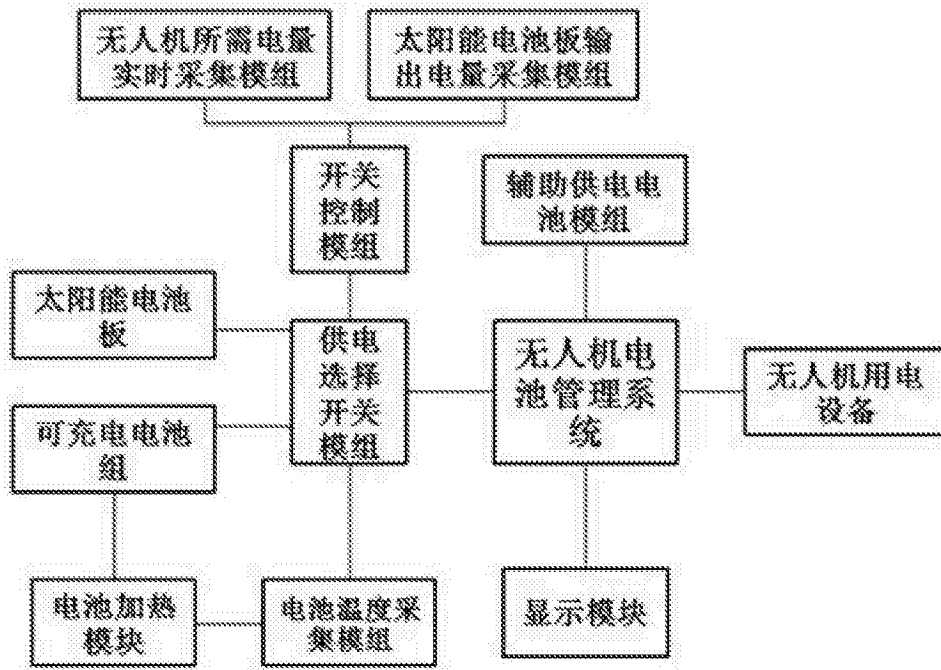 无人机所需电量
实时采集模组
太阳能电池板输
出电量采集模组
开关
控制
模组
辅助供电电
池模组
太阳能电池
板
供电
选择
开关
模组
无人机电
池管理系
统
无人机用电
设备
可充电电池
组
电池加热
模块
电池温度采
集模组
显示模块